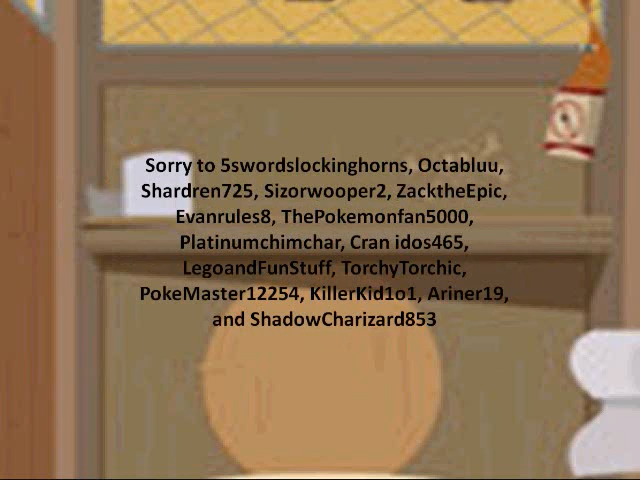 Sorry to 5swordslockinghorns, Octabluu,
Shardren725, Sizorwooper2, ZacktheEpic,
Evanrules8, ThePokemonfan5000,
Platinumchimchar, Cran idos465,
LegoandFunStuff, TorchyTorchic,
PokeMaster12254, KillerKid1o1, Ariner19,
and ShadowCharizard853